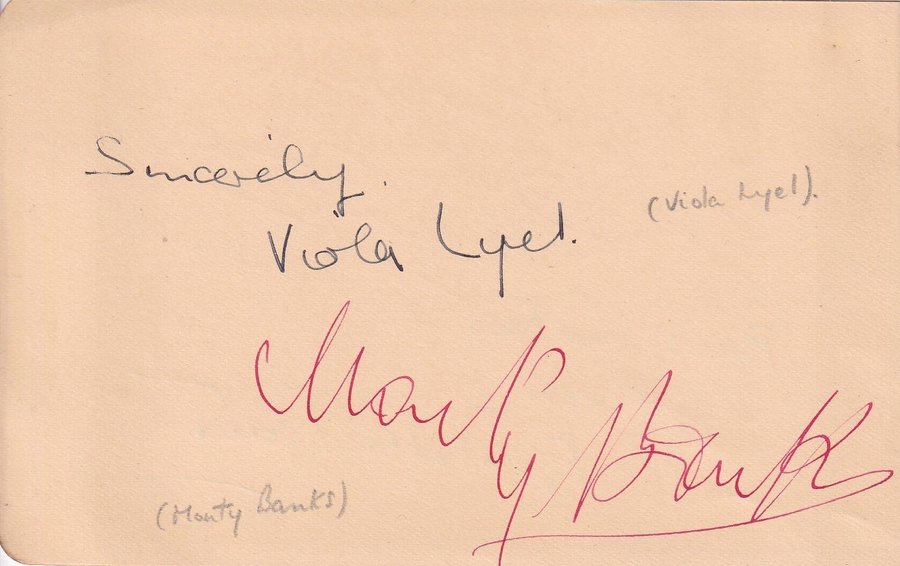 Sincerely.
Viola Lyel.
(Viola Lyel).
Monty Banks
(Monty Banks)